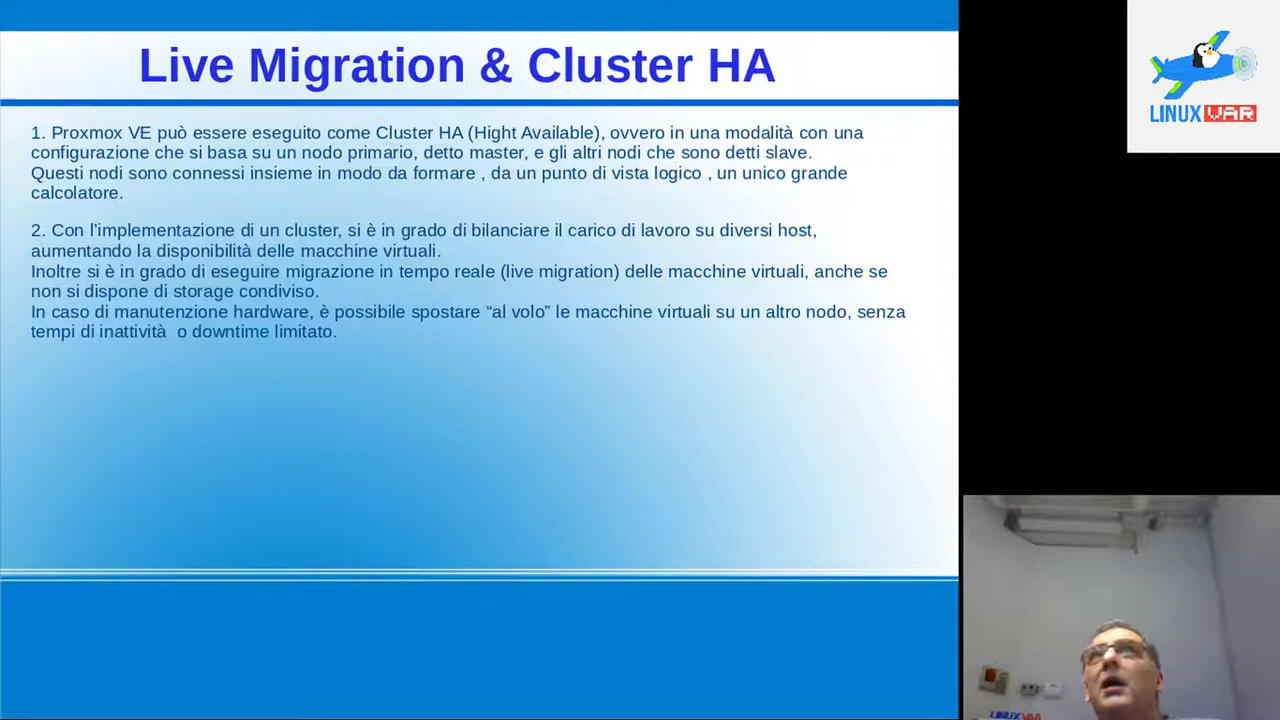 Live Migration & Cluster HA
1. Proxmox VE può essere eseguito come Cluster HA (Hight Available), ovvero in una modalità con una
configurazione che si basa su un nodo primario, detto master, e gli altri nodi che sono detti slave.
Questi nodi sono connessi insieme in modo da formare , da un punto di vista logico , un unico grande
calcolatore.
2. Con l’implementazione di un cluster, si è in grado di bilanciare il carico di lavoro su diversi host,
aumentando la disponibilità delle macchine virtuali.
Inoltre si è in grado di eseguire migrazione in tempo reale (live migration) delle macchine virtuali, anche se
non si dispone di storage condiviso.
In caso di manutenzione hardware, è possibile spostare “al volo” le macchine virtuali su un altro nodo, senza
tempi di inattività  o downtime limitato.
LINUX VAR
LINUX VAR